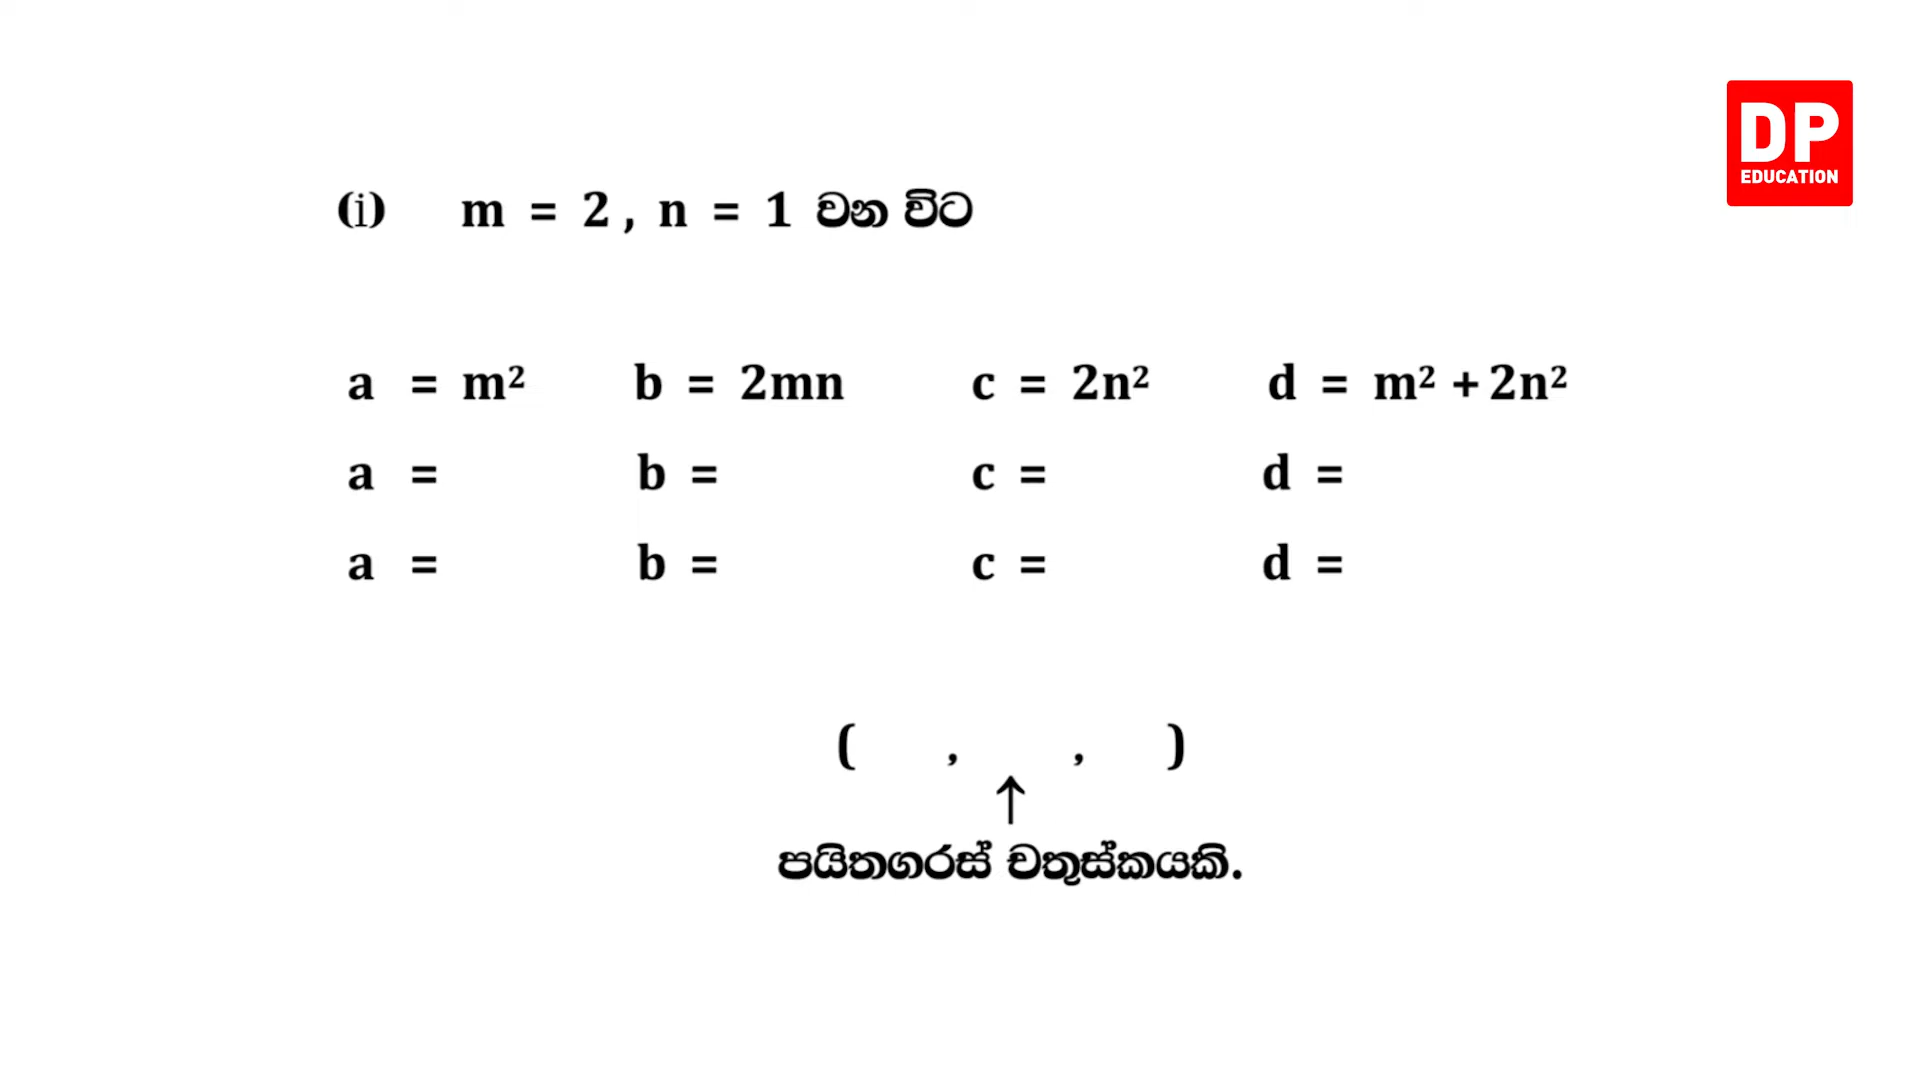 DP
EDUCATION
(i) m = 2 , n = 1 වන විට
a = m² b = 2mn c = 2n² d = m² + 2n²
a = b = c = d =
a = b = c = d =
( , , )
↑
පයිතගරස් චතුස්කයකි.